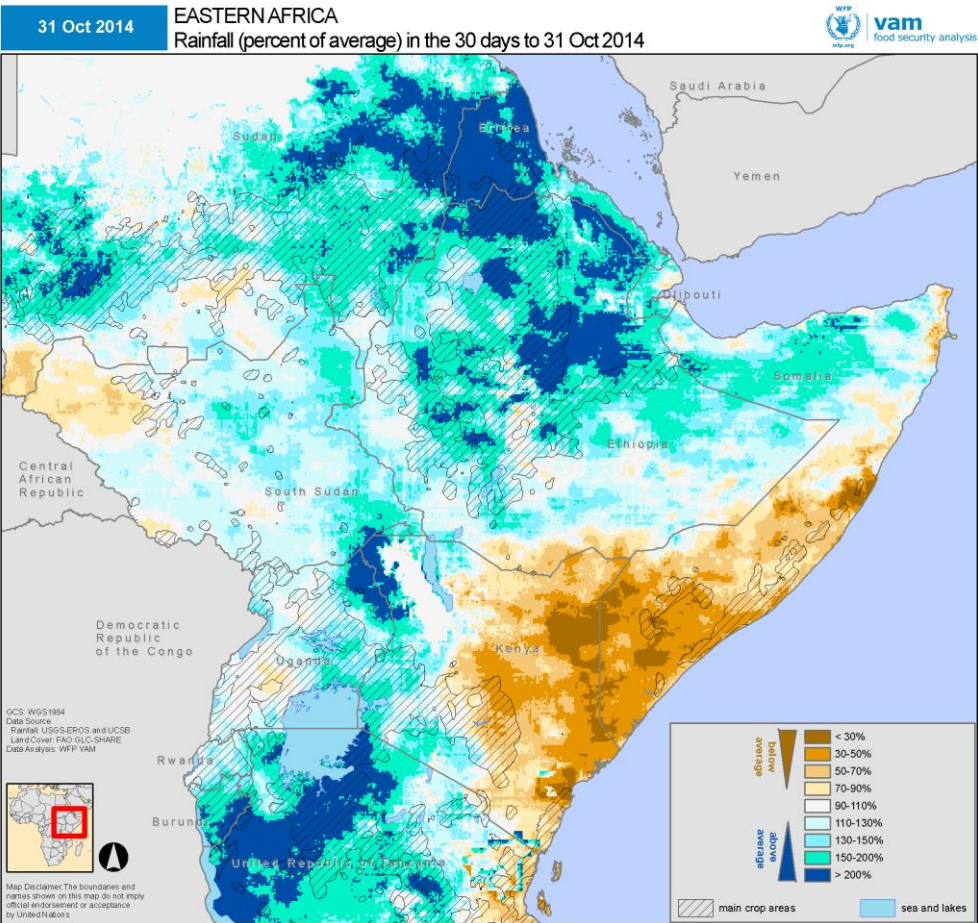 31 Oct 2014
EASTERN AFRICA
Rainfall (percent of average) in the 30 days to 31 Oct 2014
WFP
wfp.org
vam
food security analysis
Saudi Arabia
Sudan
Eritrea
Yemen
Djibouti
Somalia
Ethiopia
Central
African
Republic
South Sudan
Democratic
Republic
of the Congo
Kenya
Uganda
GCS: WGS1984
Data Source:
Rainfall: USGS-EROS and UCSB
Land Cover: FAO GLC-SHARE
Data Analysis: WFP VAM
Rwanda
Burundi
United Republic of Tanzania
Map Disclaimer: The boundaries and
names shown on this map do not imply
official endorsement or acceptance
by United Nations.
below
average
above
average
< 30%
30-50%
50-70%
70-90%
90-110%
110-130%
130-150%
150-200%
> 200%
main crop areas
sea and lakes